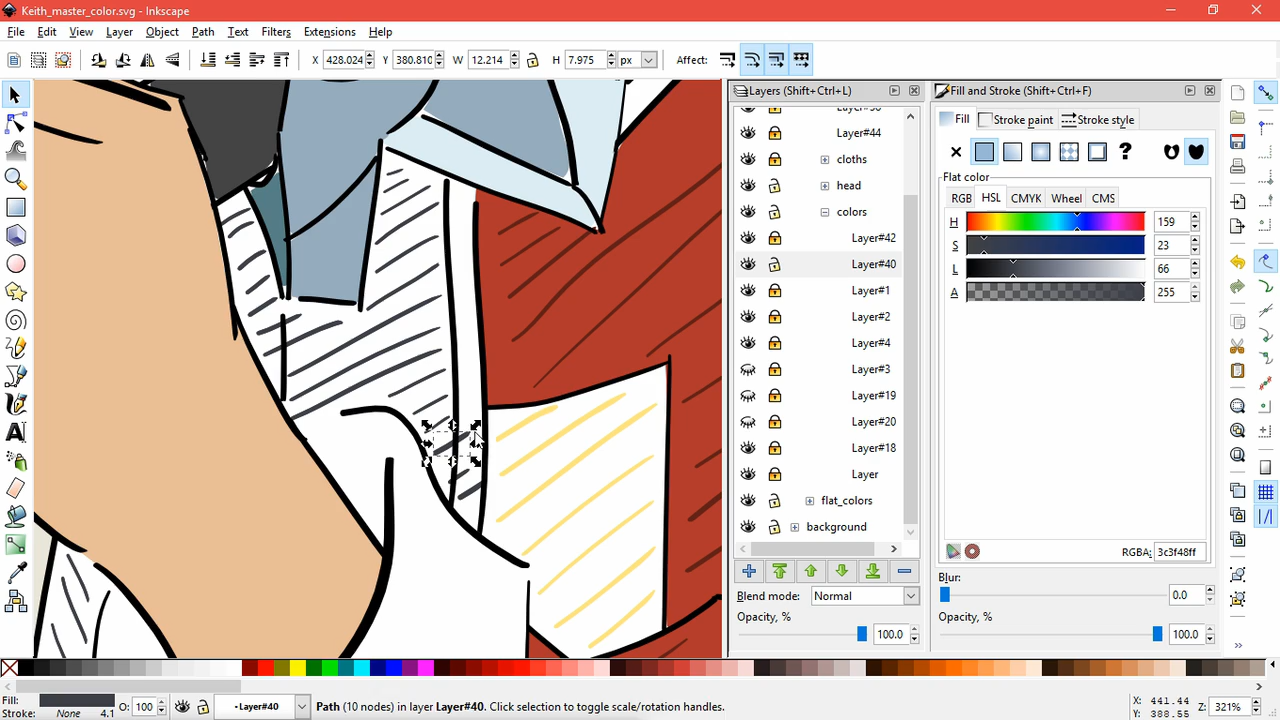 Keith_master_color.svg - Inkscape
File Edit View Layer Object Path Filters Text Extensions Help
X 428.024 Y 380.810 W 12.214 H 7.975 px Affect:
Layers (Shift+Ctrl+L)
Layer#44
cloths
head
colors
Layer#42
Layer#40
Layer#1
Layer#2
Layer#4
Layer#3
Layer#19
Layer#20
Layer#18
Layer
flat_colors
background
Blend mode: Normal
Opacity, %
100.0
Fill and Stroke (Shift+Ctrl+F)
Fill Stroke paint Stroke style
?
Flat color
RGB HSL CMYK Wheel CMS
H 159
S 23
L 66
A 255
RGBA: 3c3f48ff
Blur:
0.0
Opacity, %
100.0
Fill:
Stroke: None 4.1
O: 100
•Layer#40
Path (10 nodes) in layer Layer#40. Click selection to toggle scale/rotation handles.
X: 441.44
Y: 388.55
Z: 321%